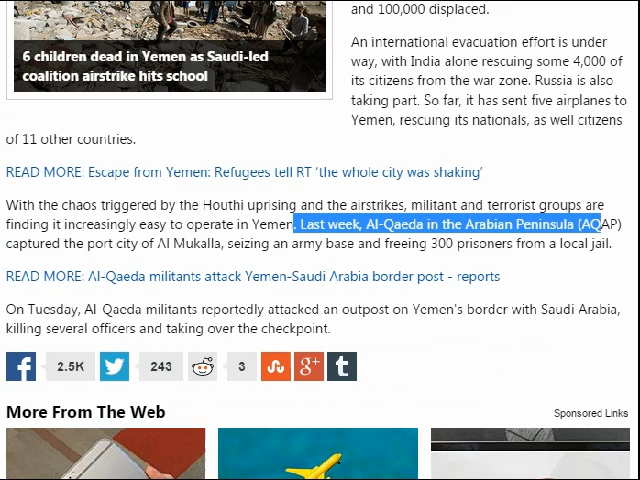 and 100,000 displaced.
6 children dead in Yemen as Saudi-led
coalition airstrike hits school
An international evacuation effort is under
way, with India alone rescuing some 4,000 of
its citizens from the war zone. Russia is also
taking part. So far, it has sent five airplanes to
Yemen, rescuing its nationals, as well citizens
of 11 other countries.
READ MORE: Escape from Yemen: Refugees tell RT ‘the whole city was shaking’
With the chaos triggered by the Houthi uprising and the airstrikes, militant and terrorist groups are
finding it increasingly easy to operate in Yemen. Last week, Al-Qaeda in the Arabian Peninsula (AQAP)
captured the port city of Al Mukalla, seizing an army base and freeing 300 prisoners from a local jail.
READ MORE: Al-Qaeda militants attack Yemen-Saudi Arabia border post - reports
On Tuesday, Al-Qaeda militants reportedly attacked an outpost on Yemen's border with Saudi Arabia,
killing several officers and taking over the checkpoint.
f 2.5K 243 3 g+ t
More From The Web
Sponsored Links